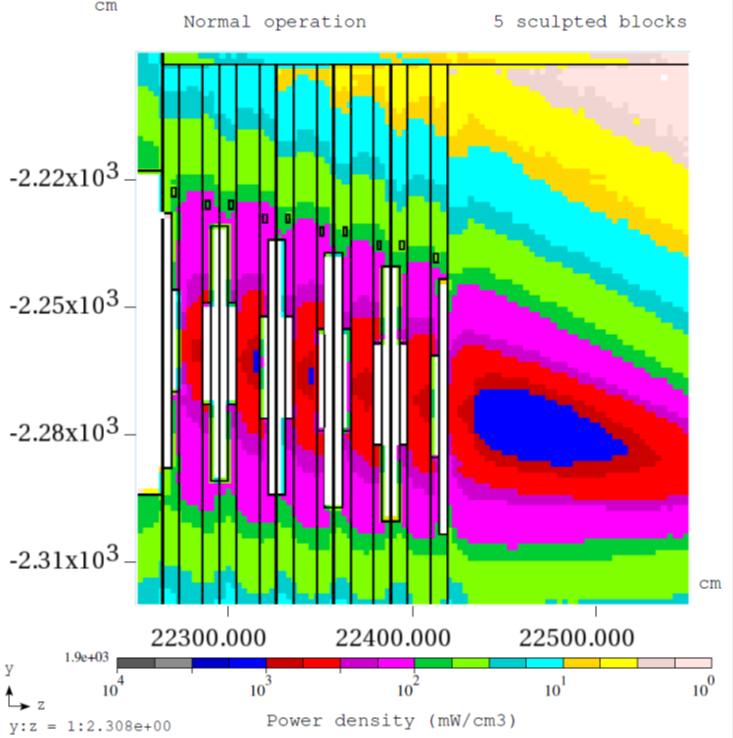 cm
Normal operation 5 sculpted blocks
-2.22x10³
-2.25x10³
-2.28x10³
-2.31x10³
cm
22300.000 22400.000 22500.000
1.9e+03
10⁴ 10³ 10² 10¹ 10⁰
y
z
Power density (mW/cm3)
y:z = 1:2.308e+00